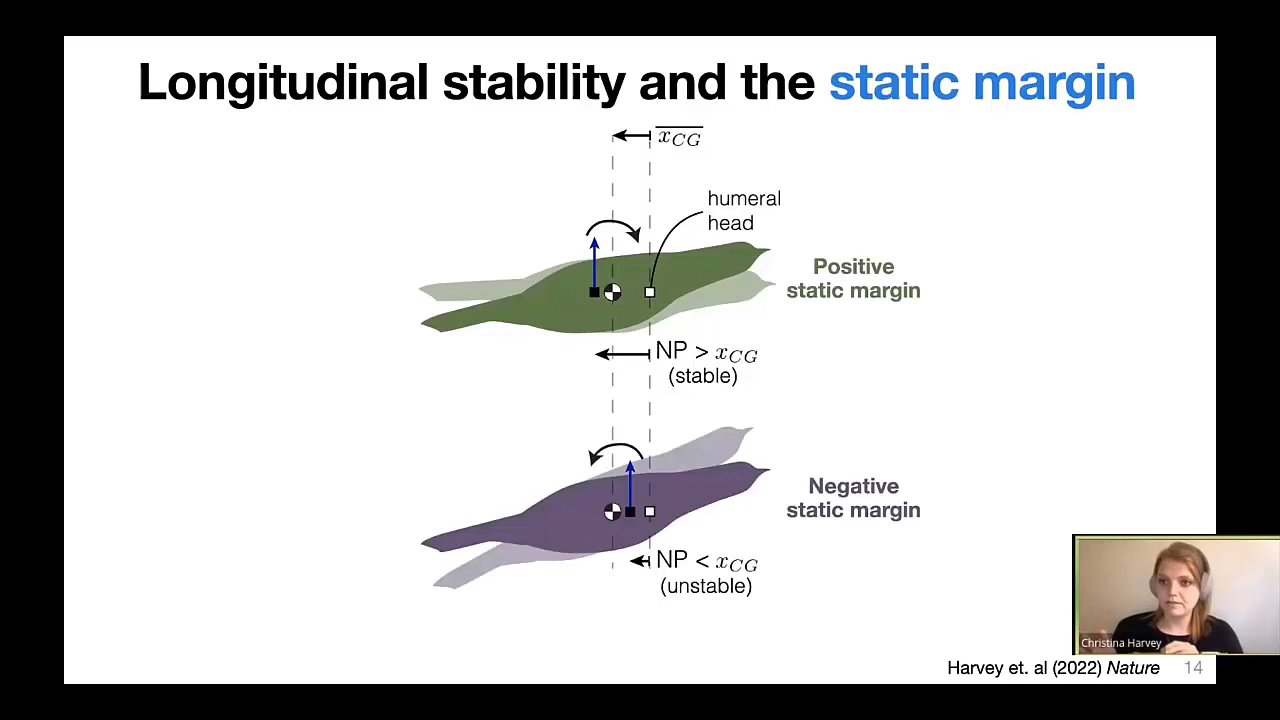 Longitudinal stability and the static margin
x_CG
humeral
head
Positive
static margin
NP > x_CG
(stable)
Negative
static margin
NP < x_CG
(unstable)
Christina Harvey
Harvey et. al (2022) Nature 14